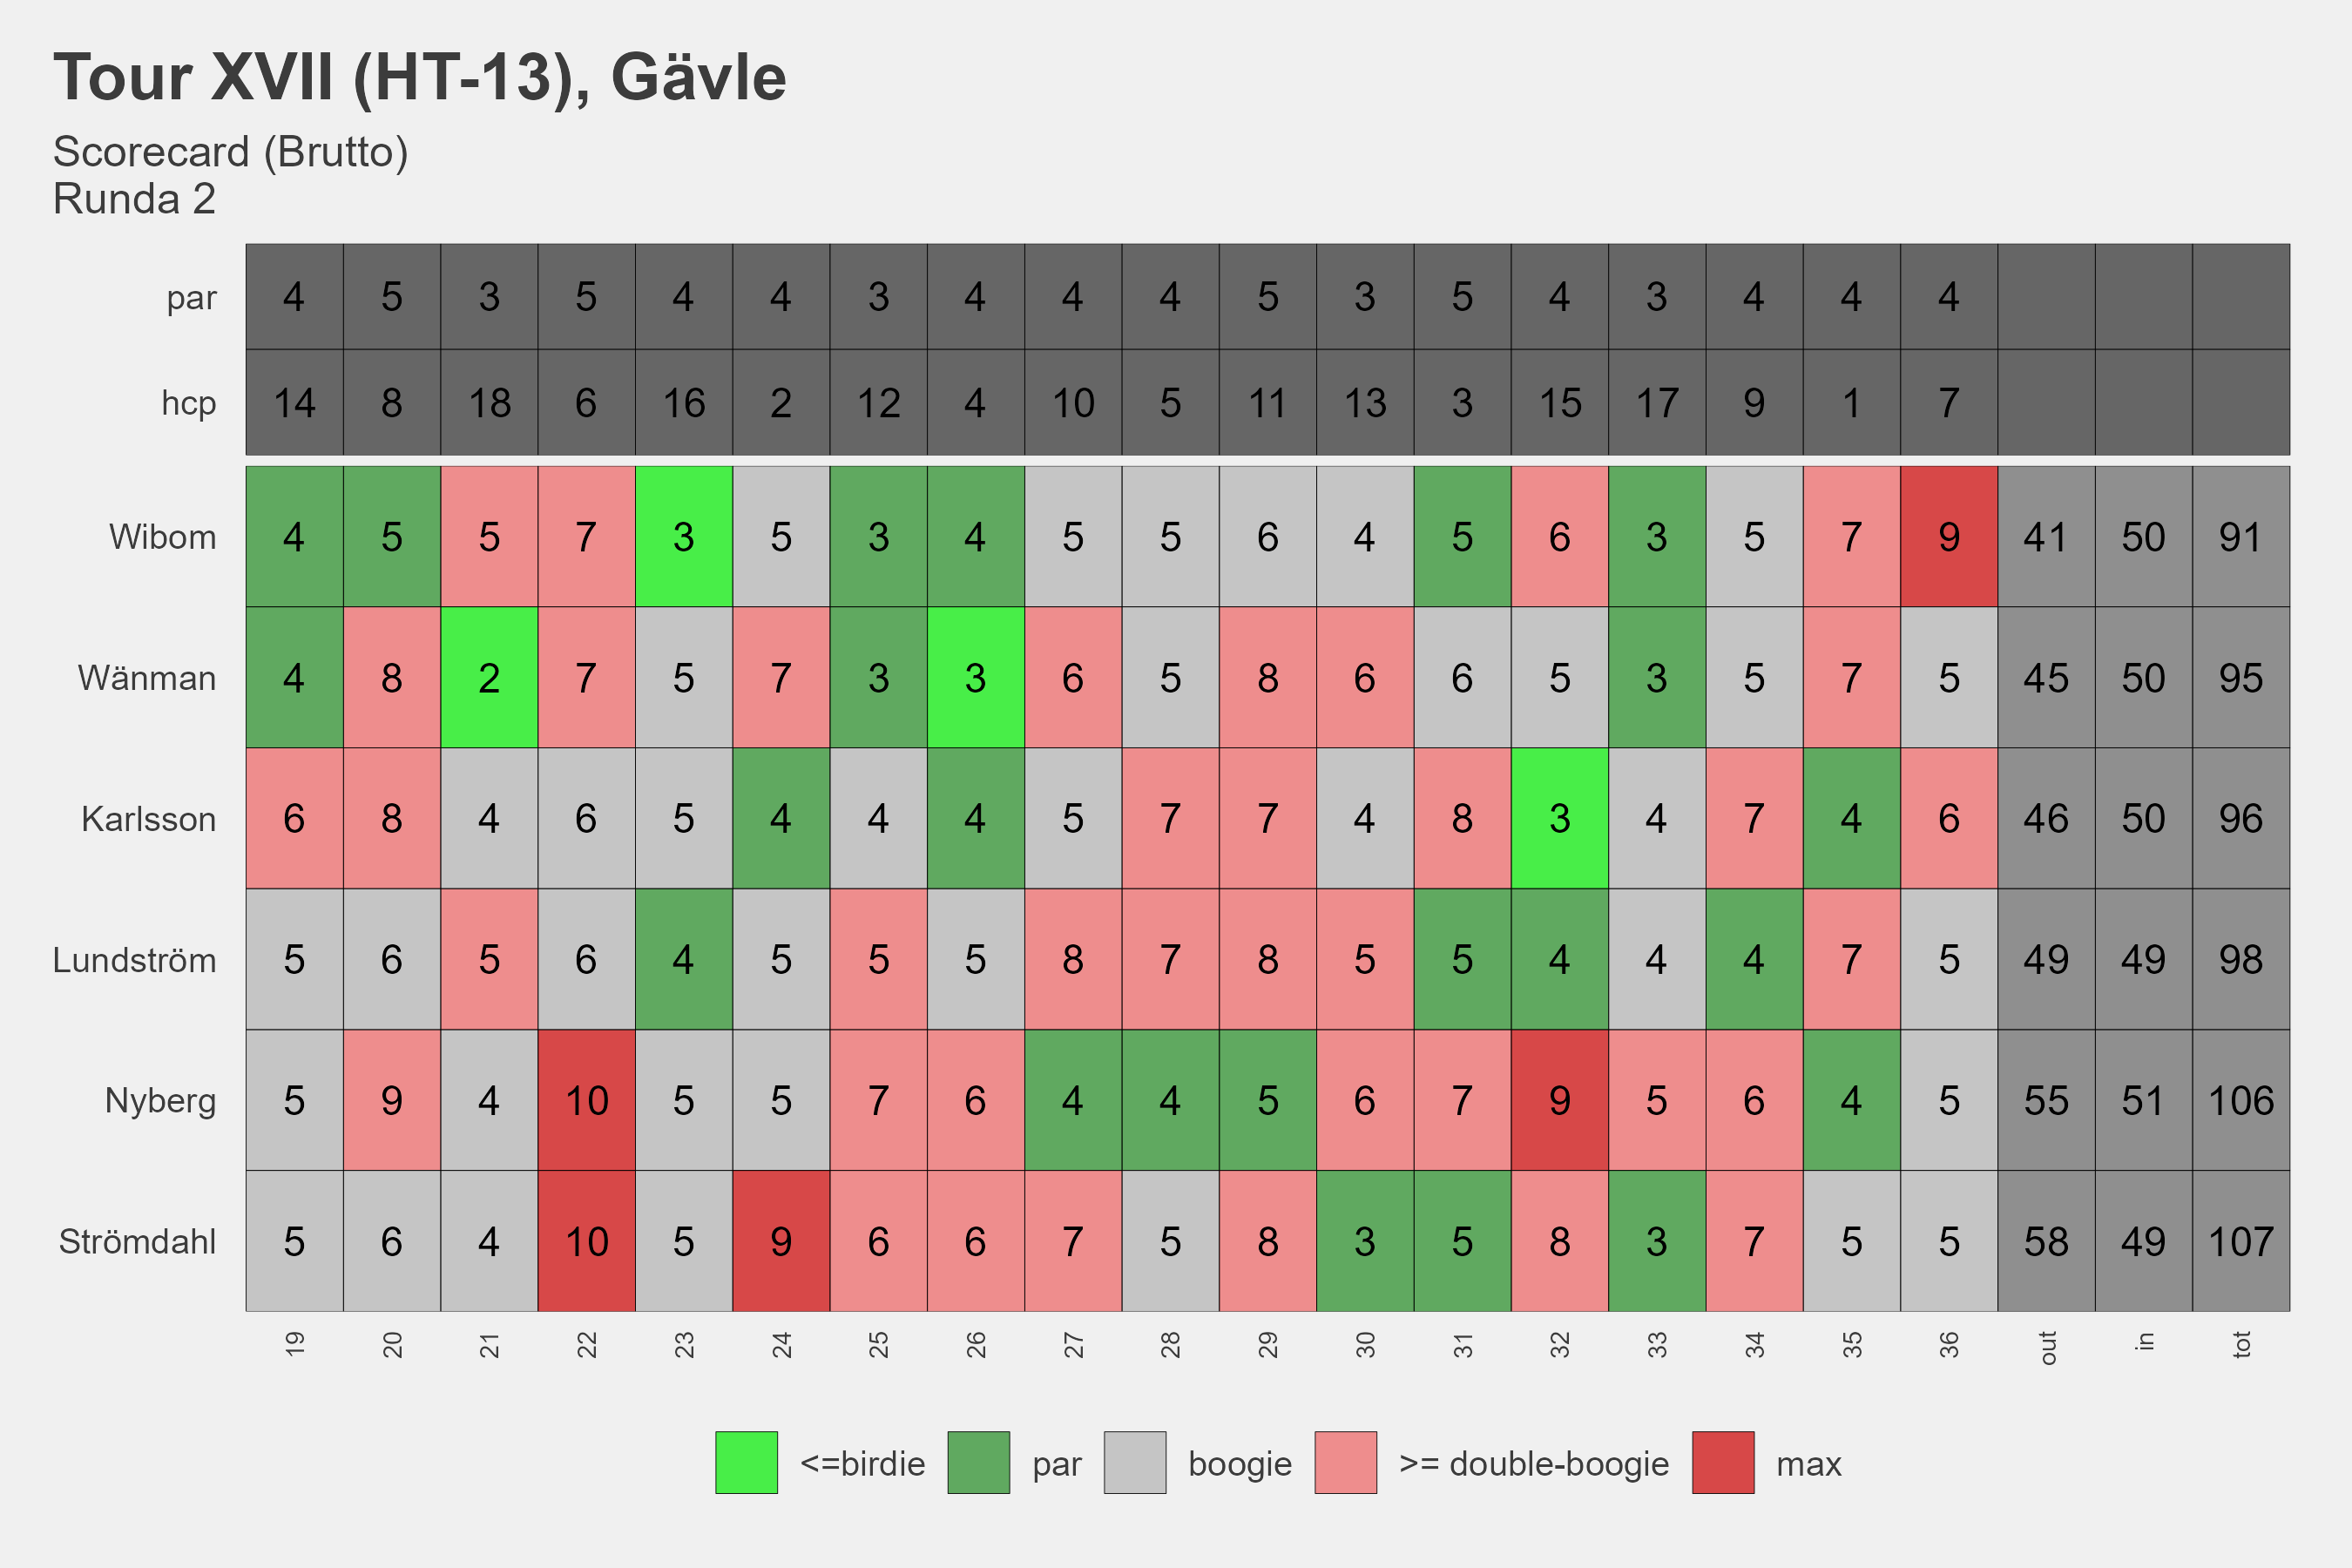 Tour XVII (HT-13), Gävle
Scorecard (Brutto)
Runda 2
par 4 5 3 5 4 4 3 4 4 4 5 3 5 4 3 4 4 4
hcp 14 8 18 6 16 2 12 4 10 5 11 13 3 15 17 9 1 7
Wibom 4 5 5 7 3 5 3 4 5 5 6 4 5 6 3 5 7 9 41 50 91
Wänman 4 8 2 7 5 7 3 3 6 5 8 6 6 5 3 5 7 5 45 50 95
Karlsson 6 8 4 6 5 4 4 4 5 7 7 4 8 3 4 7 4 6 46 50 96
Lundström 5 6 5 6 4 5 5 5 8 7 8 5 5 4 4 4 7 5 49 49 98
Nyberg 5 9 4 10 5 5 7 6 4 4 5 6 7 9 5 6 4 5 55 51 106
Strömdahl 5 6 4 10 5 9 6 6 7 5 8 3 5 8 3 7 5 5 58 49 107
19 20 21 22 23 24 25 26 27 28 29 30 31 32 33 34 35 36 out in tot
<=birdie par boogie >= double-boogie max